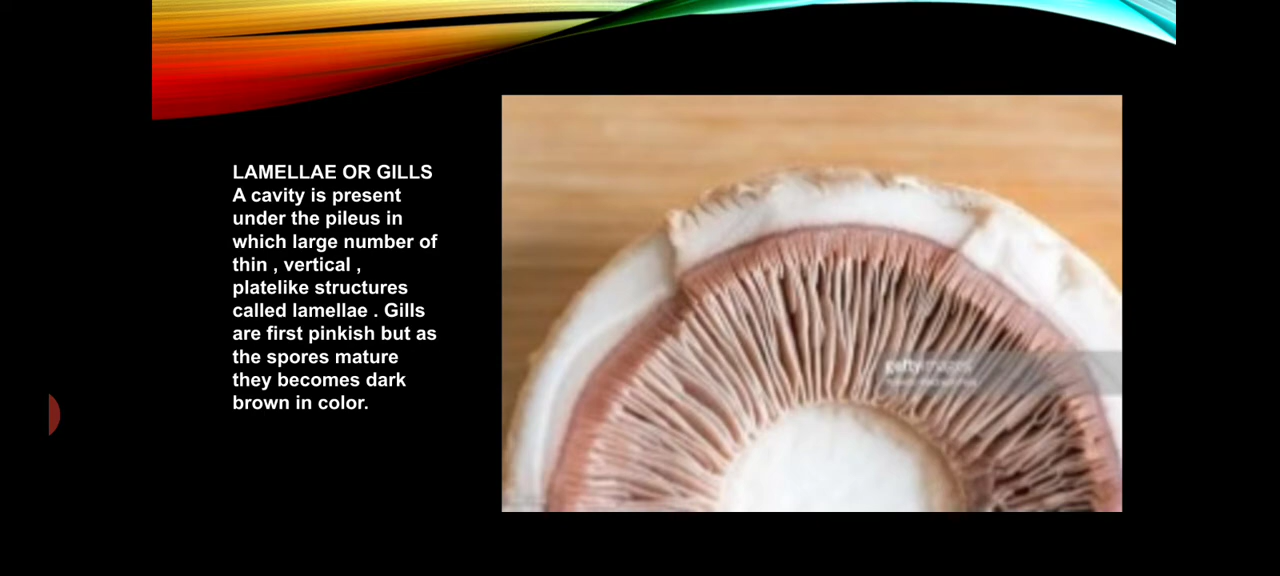 LAMELLAE OR GILLS
A cavity is present
under the pileus in
which large number of
thin , vertical ,
platelike structures
called lamellae . Gills
are first pinkish but as
the spores mature
they becomes dark
brown in color.
gettyimages